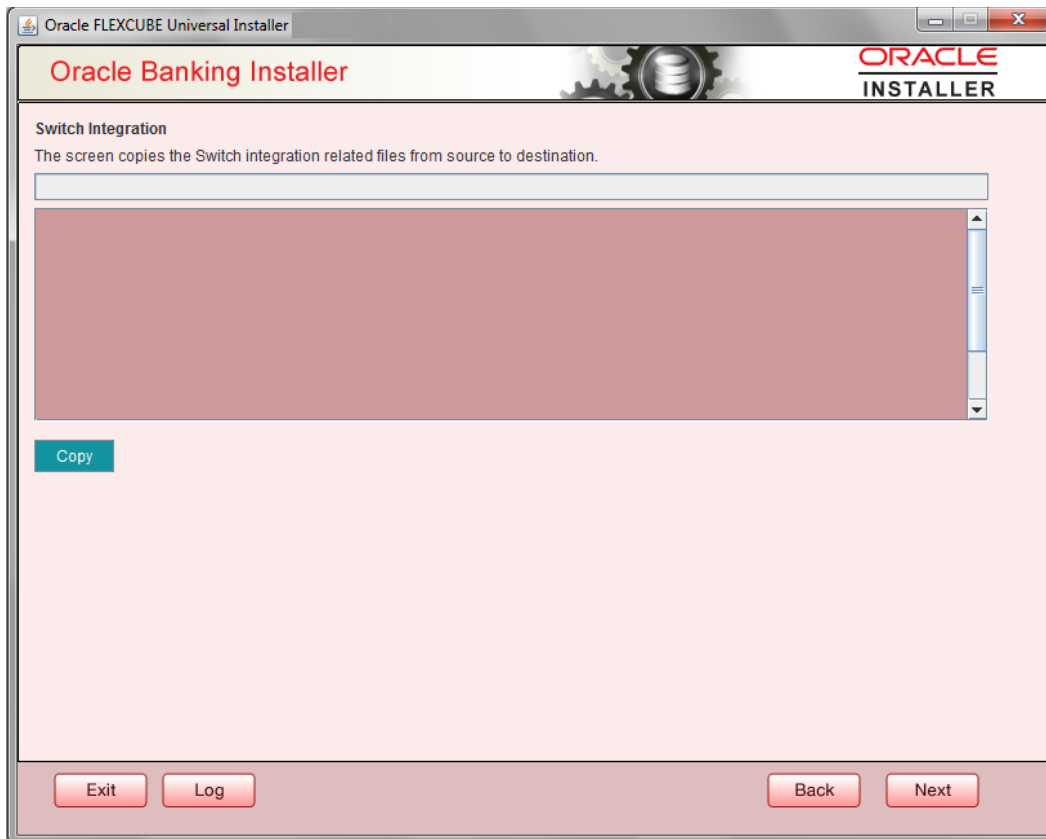 Oracle FLEXCUBE Universal Installer
Oracle Banking Installer
ORACLE
INSTALLER
Switch Integration
The screen copies the Switch integration related files from source to destination.
Copy
Exit
Log
Back
Next